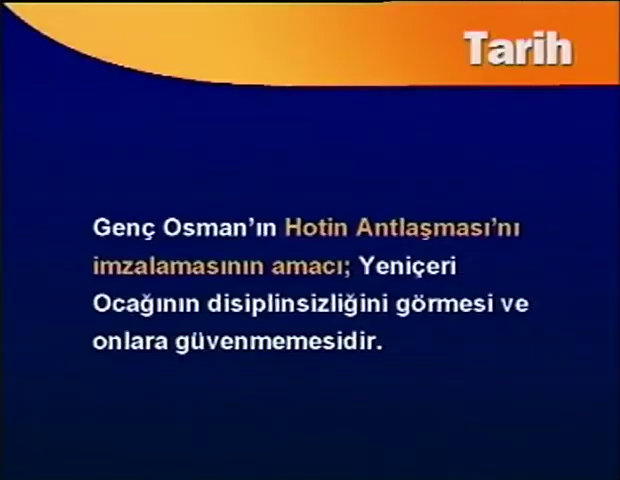 Tarih
Genç Osman'ın Hotin Antlaşması'nı
imzalamasının amacı; Yeniçeri
Ocağının disiplinsizliğini görmesi ve
onlara güvenmemesidir.